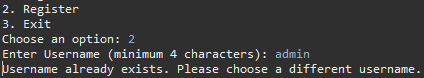 2. Register
3. Exit
Choose an option: 2
Enter Username (minimum 4 characters): admin
Username already exists. Please choose a different username.